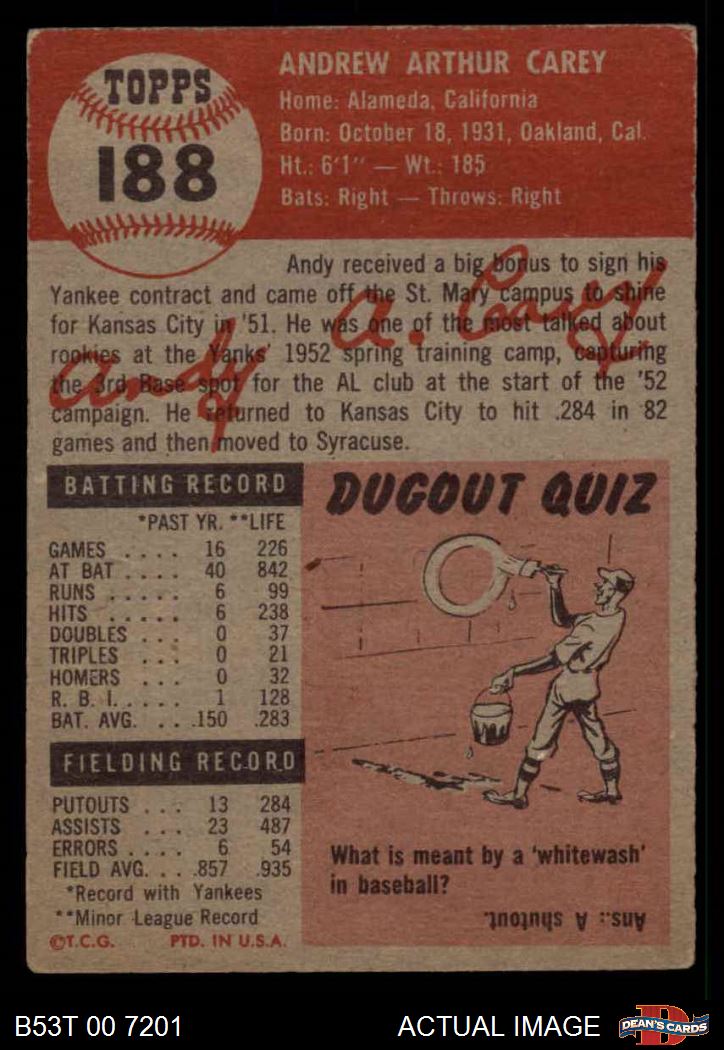 TOPPS
188
ANDREW ARTHUR CAREY
Home: Alameda, California
Born: October 18, 1931, Oakland, Cal.
Ht.: 6'1" — Wt.: 185
Bats: Right — Throws: Right
Andy received a big bonus to sign his
Yankee contract and came off the St. Mary campus to shine
for Kansas City in '51. He was one of the most talked about
rookies at the Yanks' 1952 spring training camp, capturing
the 3rd Base spot for the AL club at the start of the '52
campaign. He returned to Kansas City to hit .284 in 82
games and then moved to Syracuse.
Andy A. Carey
BATTING RECORD
*PAST YR. **LIFE
GAMES .... 16 226
AT BAT .... 40 842
RUNS ..... 6 99
HITS ..... 6 238
DOUBLES ... 0 37
TRIPLES ... 0 21
HOMERS ... 0 32
R. B. I. .... 1 128
BAT. AVG. ... .150 .283
FIELDING RECORD
PUTOUTS ... 13 284
ASSISTS ... 23 487
ERRORS .... 6 54
FIELD AVG. ... .857 .935
*Record with Yankees
**Minor League Record
©T.C.G. PTD. IN U.S.A.
DUGOUT QUIZ
What is meant by a 'whitewash'
in baseball?
Ans.: A shutout.
B53T 00 7201
ACTUAL IMAGE
D
DEAN'S CARDS